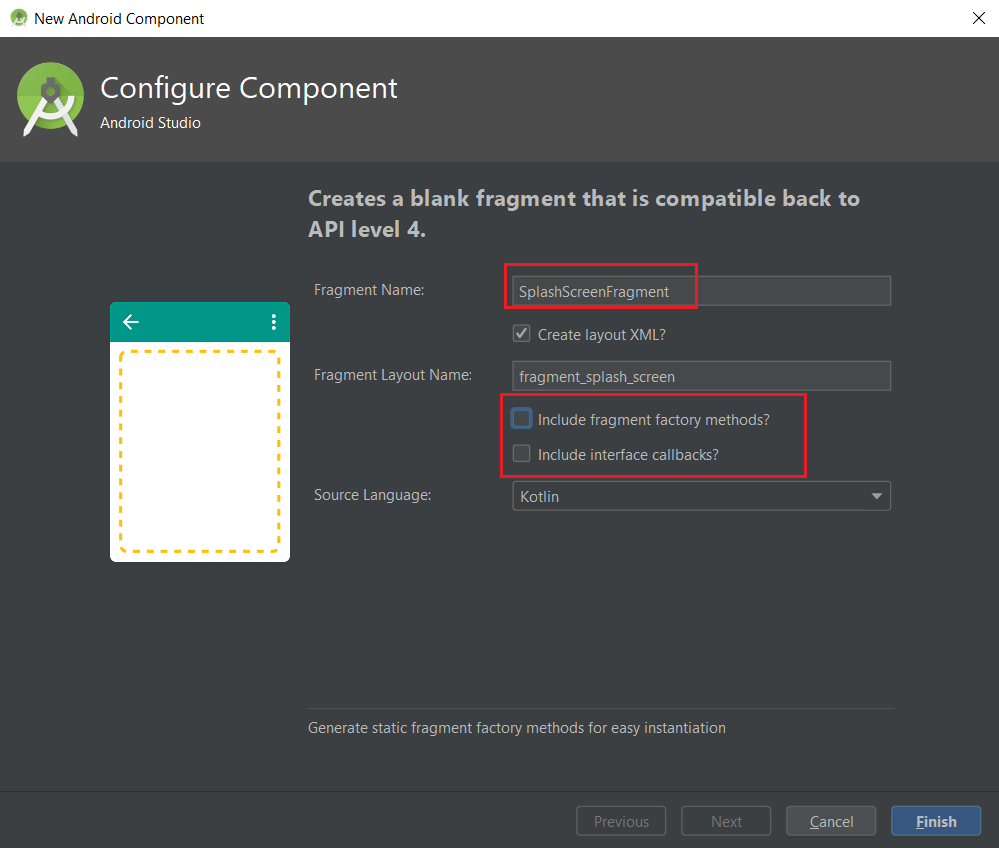 New Android Component
Configure Component
Android Studio
Creates a blank fragment that is compatible back to
API level 4.
Fragment Name:
SplashScreenFragment
Create layout XML?
Fragment Layout Name:
fragment_splash_screen
Include fragment factory methods?
Include interface callbacks?
Source Language:
Kotlin
Generate static fragment factory methods for easy instantiation
Previous
Next
Cancel
Finish